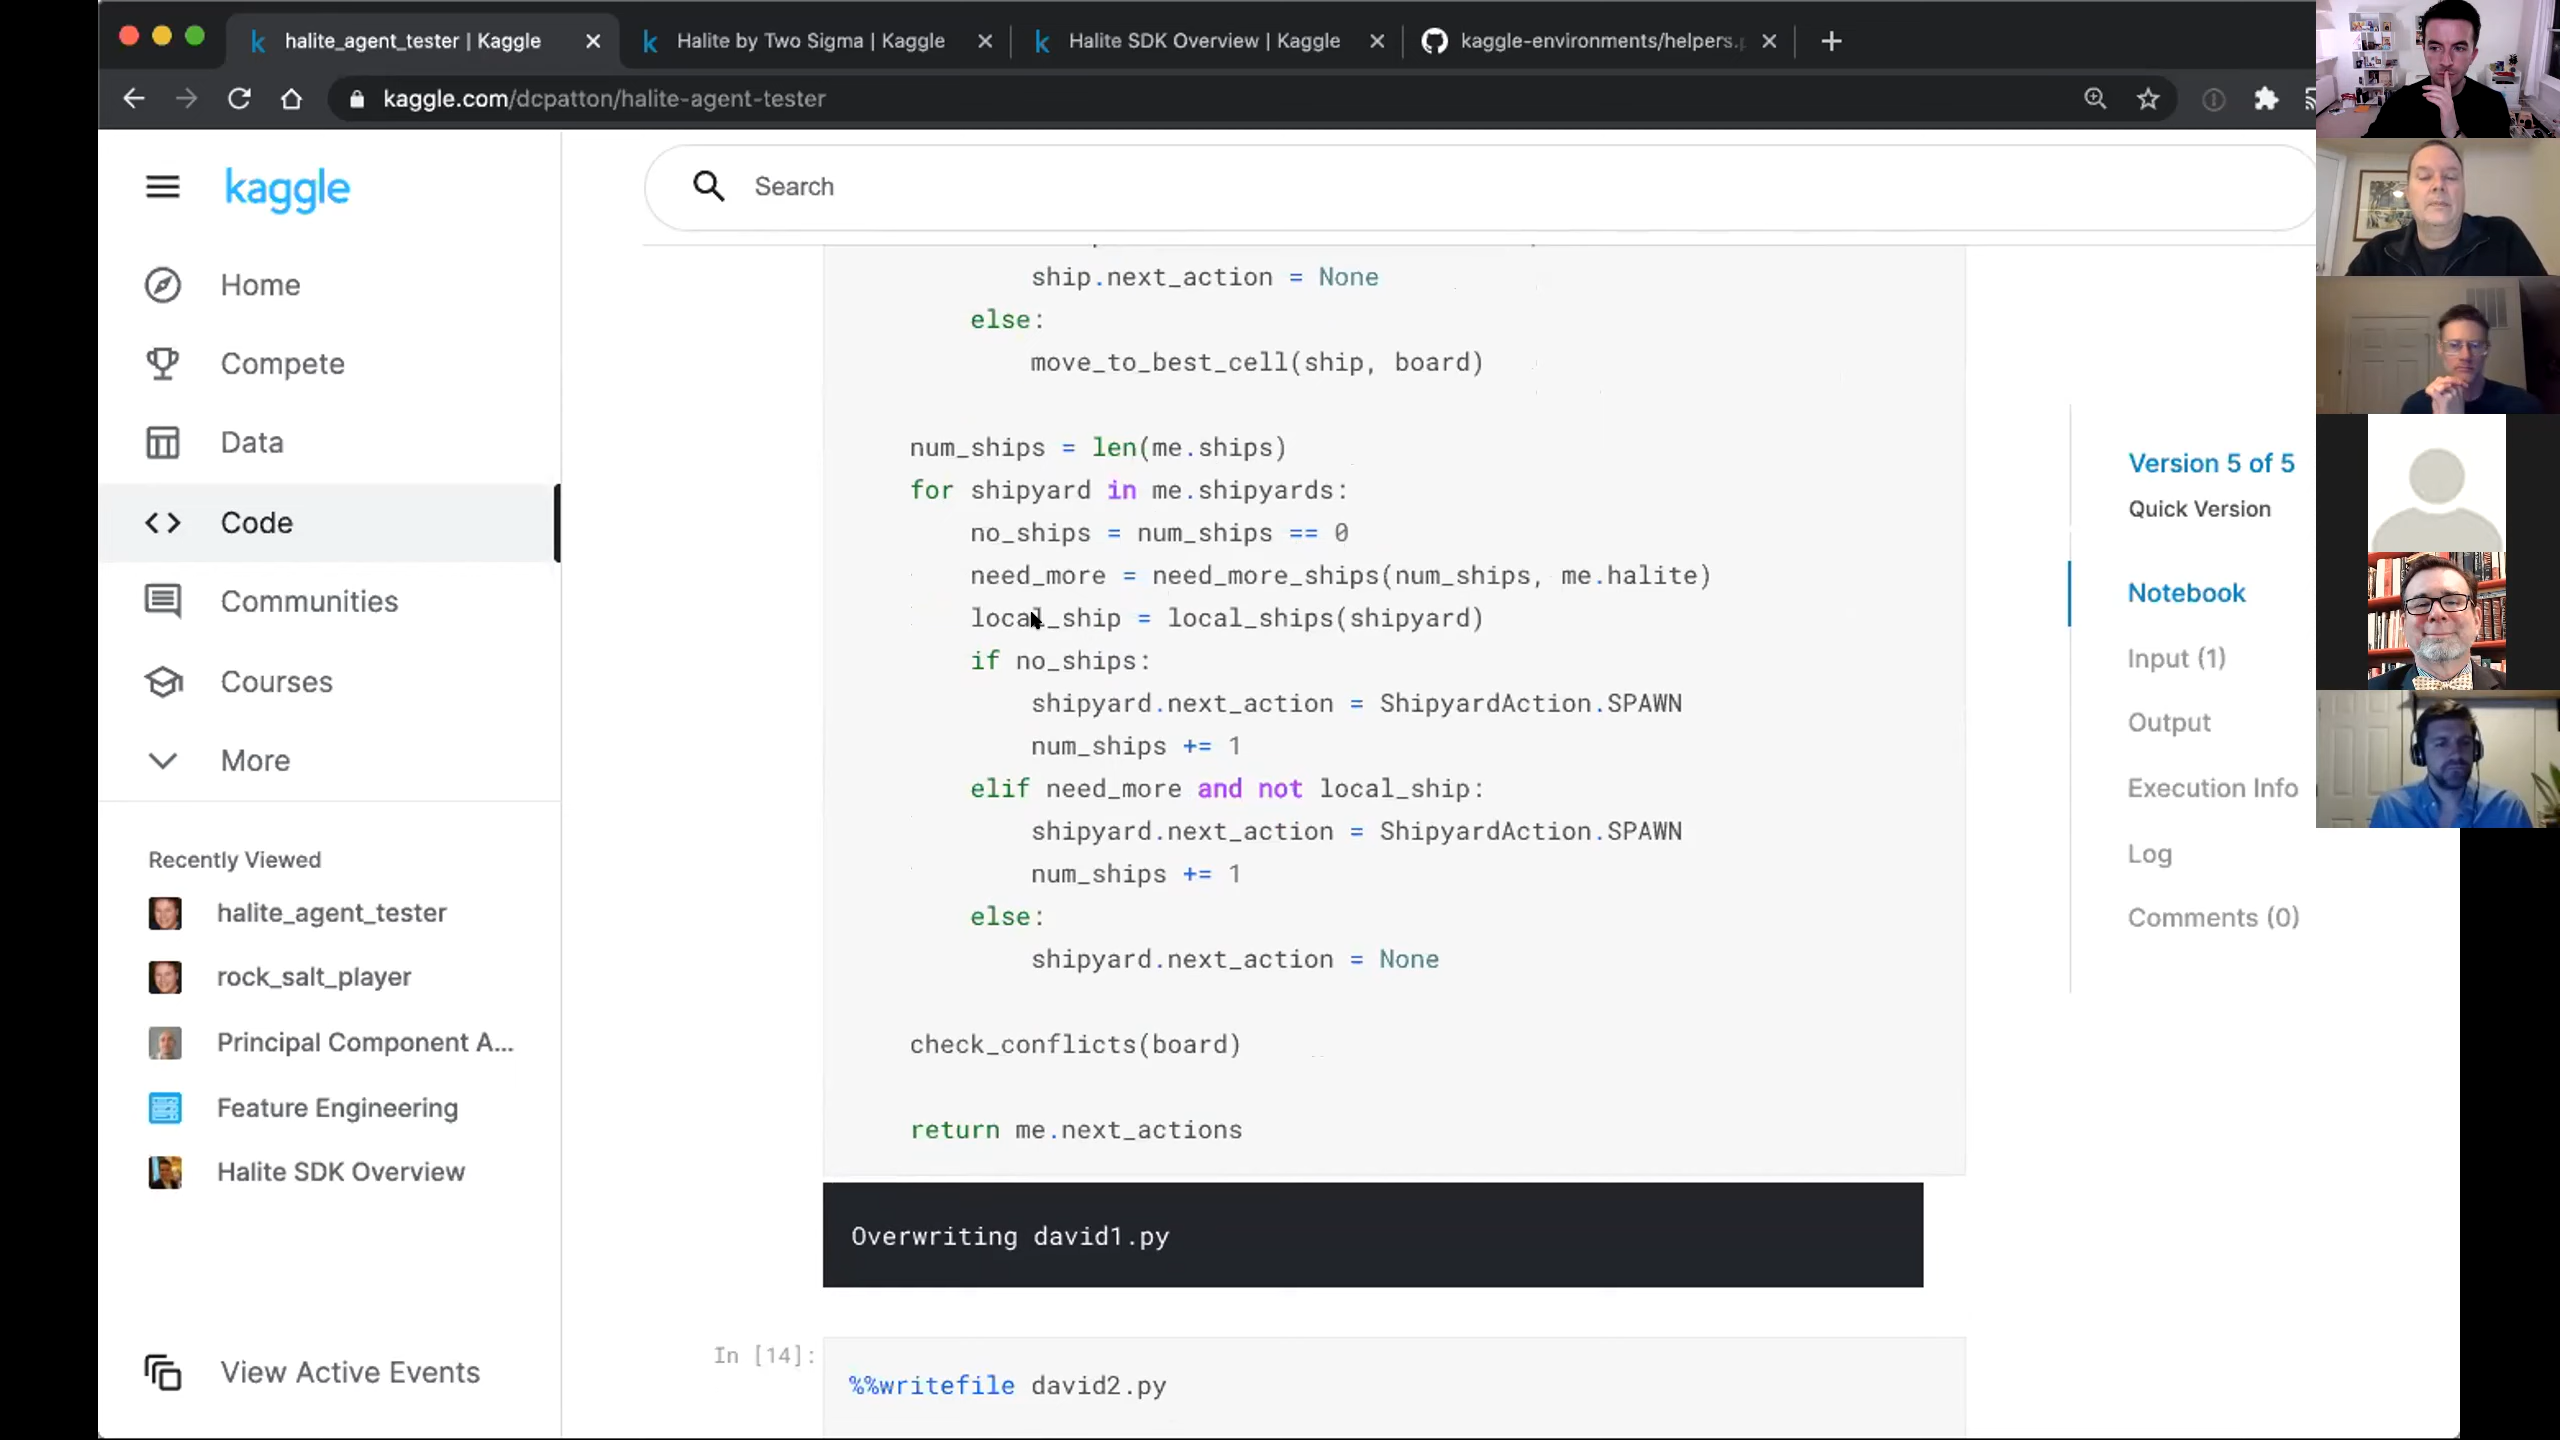 halite_agent_tester | Kaggle
Halite by Two Sigma | Kaggle
Halite SDK Overview | Kaggle
kaggle-environments/helpers.p
kaggle.com/dcpatton/halite-agent-tester
kaggle
Search
Home
Compete
Data
Code
Communities
Courses
More
Recently Viewed
halite_agent_tester
rock_salt_player
Principal Component A...
Feature Engineering
Halite SDK Overview
View Active Events
ship.next_action = None
else:
move_to_best_cell(ship, board)
num_ships = len(me.ships)
for shipyard in me.shipyards:
no_ships = num_ships == 0
need_more = need_more_ships(num_ships, me.halite)
local_ship = local_ships(shipyard)
if no_ships:
shipyard.next_action = ShipyardAction.SPAWN
num_ships += 1
elif need_more and not local_ship:
shipyard.next_action = ShipyardAction.SPAWN
num_ships += 1
else:
shipyard.next_action = None
check_conflicts(board)
return me.next_actions
Overwriting david1.py
In [14]:
%%writefile david2.py
Version 5 of 5
Quick Version
Notebook
Input (1)
Output
Execution Info
Log
Comments (0)